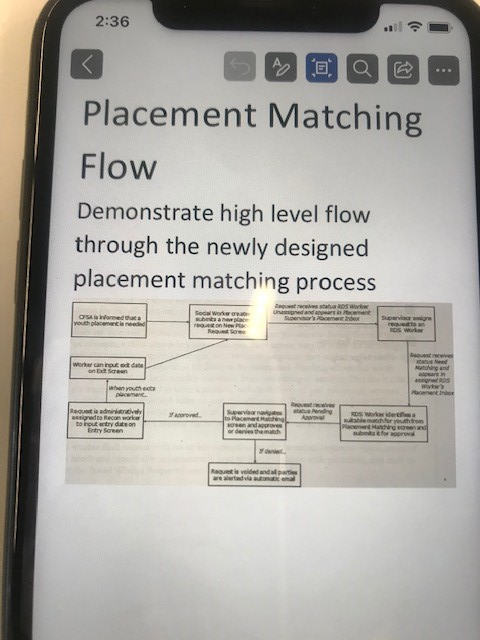 2:36
Placement Matching
Flow
Demonstrate high level flow
through the newly designed
placement matching process
CFSA is informed that a
youth placement is needed
Social Worker creates
submits a new place
request on New Plac
Request Screen
Request receives status RDS Worker
Unassigned and appears in Placement
Supervisor's Placement Inbox
Supervisor assigns
request to an
RDS Worker
Request receives
status Need
Matching and
appears in
assigned RDS
Worker's
Placement Inbox
Worker can input exit date
on Exit Screen
When youth exits
placement...
Request is administratively
assigned to Recon worker
to input entry date on
Entry Screen
If approved...
Supervisor navigates
to Placement Matching
screen and approves
or denies the match
Request receives
status Pending
Approval
RDS Worker identifies a
suitable match for youth from
Placement Matching screen and
submits it for approval
If denied...
Request is voided and all parties
are alerted via automatic email